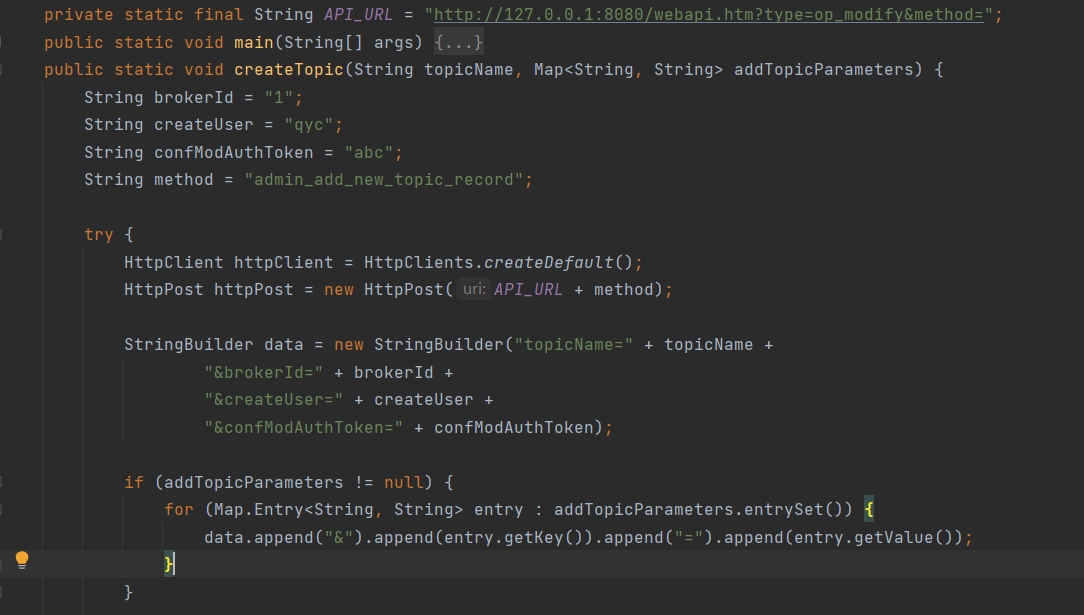 private static final String API_URL = "http://127.0.0.1:8080/webapi.htm?type=op_modify&method=";
public static void main(String[] args) {...}
public static void createTopic(String topicName, Map<String, String> addTopicParameters) {
String brokerId = "1";
String createUser = "qyc";
String confModAuthToken = "abc";
String method = "admin_add_new_topic_record";
try {
HttpClient httpClient = HttpClients.createDefault();
HttpPost httpPost = new HttpPost( uri: API_URL + method);
StringBuilder data = new StringBuilder("topicName=" + topicName +
"&brokerId=" + brokerId +
"&createUser=" + createUser +
"&confModAuthToken=" + confModAuthToken);
if (addTopicParameters != null) {
for (Map.Entry<String, String> entry : addTopicParameters.entrySet()) {
data.append("&").append(entry.getKey()).append("=").append(entry.getValue());
}
}